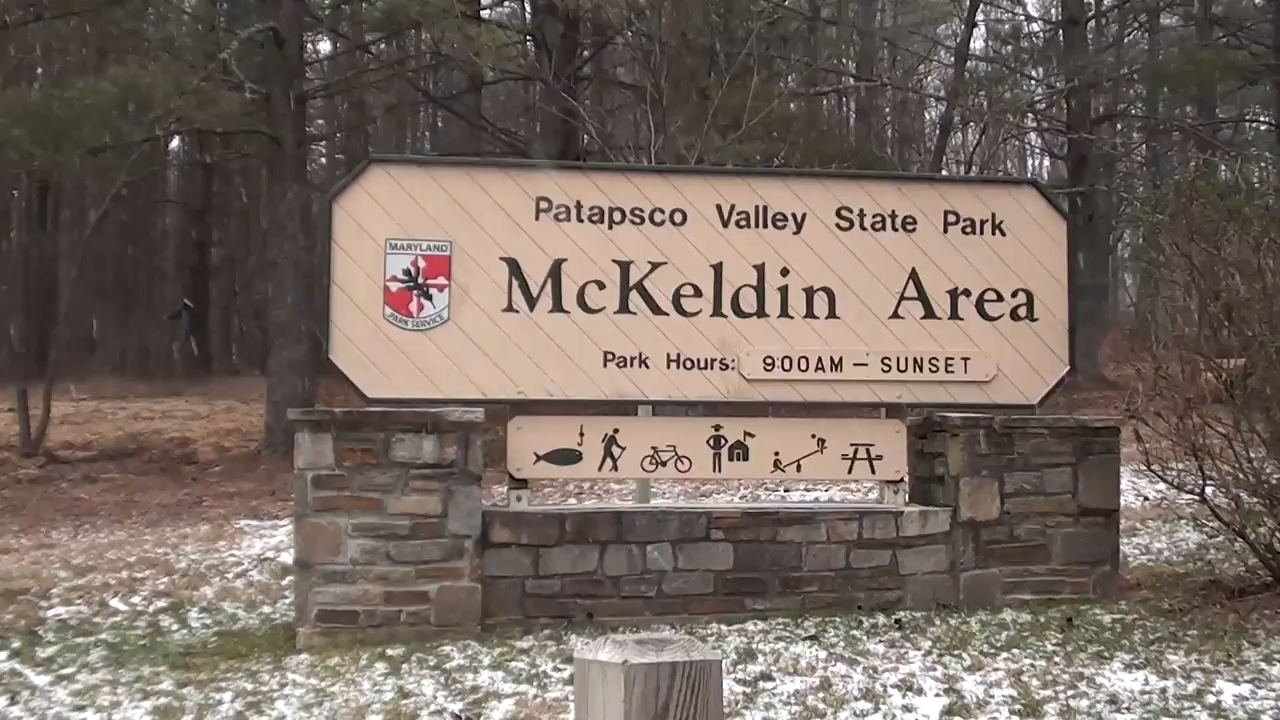 Patapsco Valley State Park
MARYLAND
PARK SERVICE
McKeldin Area
Park Hours: 9:00AM — SUNSET